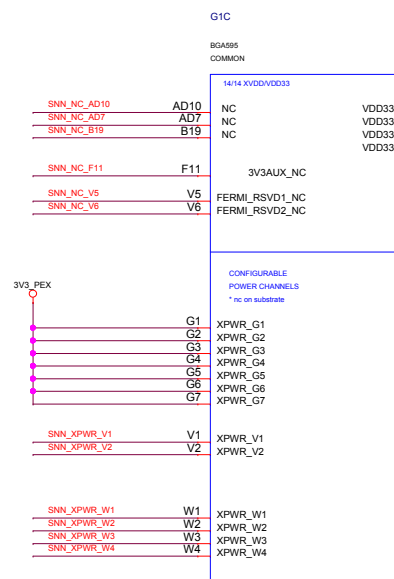 G1C
BGA595
COMMON
14/14 XVDD/VDD33
SNN_NC_AD10 AD10 NC VDD33
SNN_NC_AD7 AD7 NC VDD33
SNN_NC_B19 B19 NC VDD33
VDD33
SNN_NC_F11 F11 3V3AUX_NC
SNN_NC_V5 V5 FERMI_RSVD1_NC
SNN_NC_V6 V6 FERMI_RSVD2_NC
CONFIGURABLE
POWER CHANNELS
* nc on substrate
3V3_PEX
G1 XPWR_G1
G2 XPWR_G2
G3 XPWR_G3
G4 XPWR_G4
G5 XPWR_G5
G6 XPWR_G6
G7 XPWR_G7
SNN_XPWR_V1 V1 XPWR_V1
SNN_XPWR_V2 V2 XPWR_V2
SNN_XPWR_W1 W1 XPWR_W1
SNN_XPWR_W2 W2 XPWR_W2
SNN_XPWR_W3 W3 XPWR_W3
SNN_XPWR_W4 W4 XPWR_W4